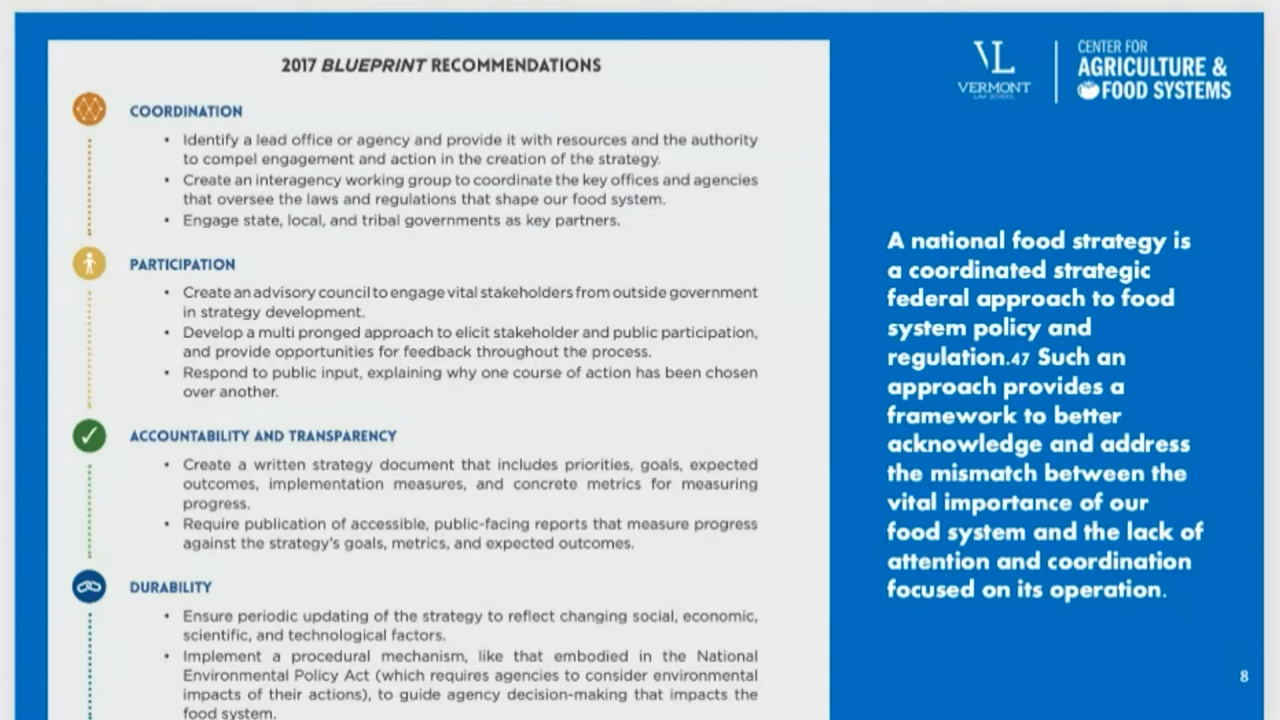 2017 BLUEPRINT RECOMMENDATIONS
COORDINATION
• Identify a lead office or agency and provide it with resources and the authority
to compel engagement and action in the creation of the strategy.
• Create an interagency working group to coordinate the key offices and agencies
that oversee the laws and regulations that shape our food system.
• Engage state, local, and tribal governments as key partners.
PARTICIPATION
• Create an advisory council to engage vital stakeholders from outside government
in strategy development.
• Develop a multi pronged approach to elicit stakeholder and public participation,
and provide opportunities for feedback throughout the process.
• Respond to public input, explaining why one course of action has been chosen
over another.
ACCOUNTABILITY AND TRANSPARENCY
• Create a written strategy document that includes priorities, goals, expected
outcomes, implementation measures, and concrete metrics for measuring
progress.
• Require publication of accessible, public-facing reports that measure progress
against the strategy's goals, metrics, and expected outcomes.
DURABILITY
• Ensure periodic updating of the strategy to reflect changing social, economic,
scientific, and technological factors.
• Implement a procedural mechanism, like that embodied in the National
Environmental Policy Act (which requires agencies to consider environmental
impacts of their actions), to guide agency decision-making that impacts the
food system.
VL
VERMONT
LAW SCHOOL
CENTER FOR
AGRICULTURE &
FOOD SYSTEMS
A national food strategy is
a coordinated strategic
federal approach to food
system policy and
regulation.47 Such an
approach provides a
framework to better
acknowledge and address
the mismatch between the
vital importance of our
food system and the lack of
attention and coordination
focused on its operation.
8